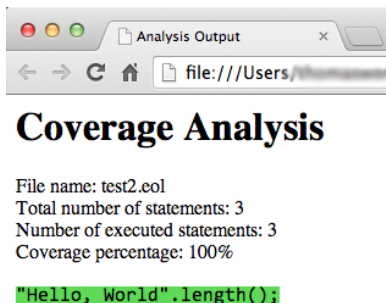 Analysis Output
file:///Users/
Coverage Analysis
File name: test2.eol
Total number of statements: 3
Number of executed statements: 3
Coverage percentage: 100%
"Hello, World".length();